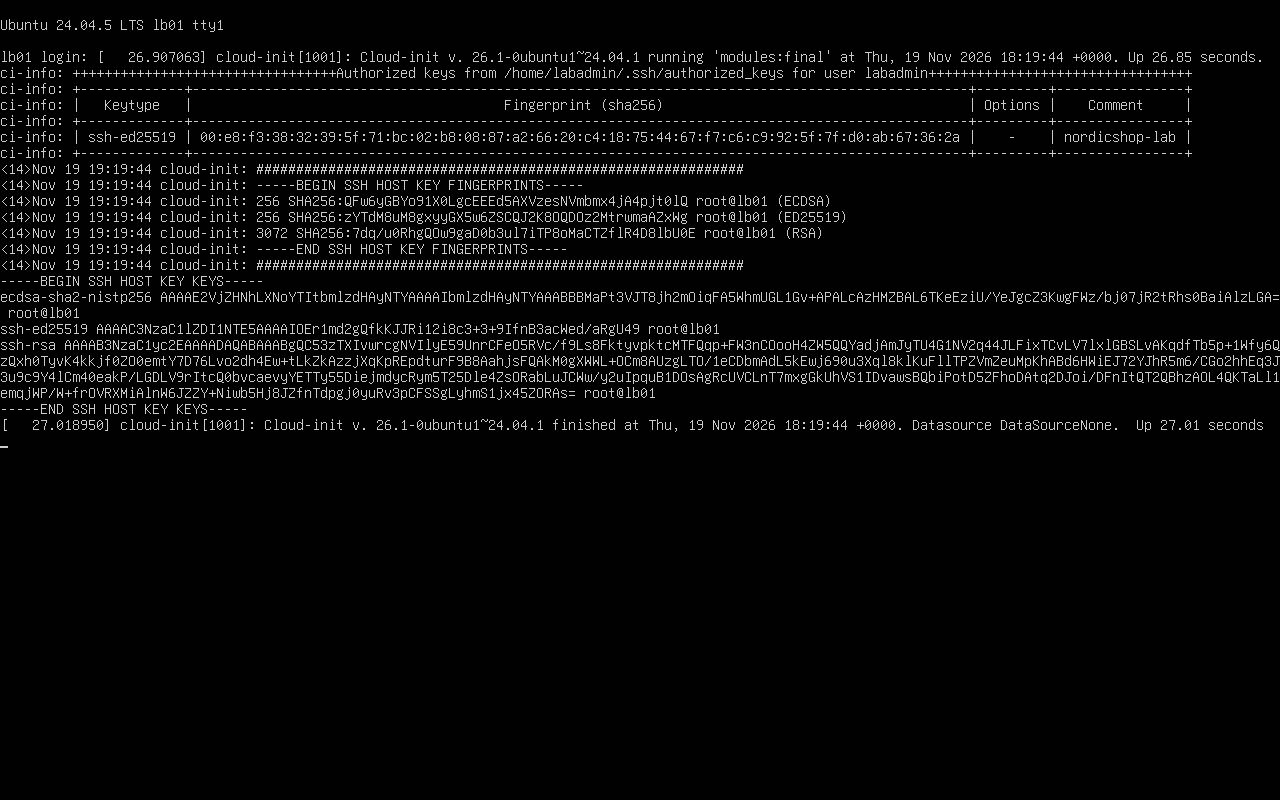 Ubuntu 24.04.5 LTS lb01 tty1
lb01 login: [   26.907063] cloud-init[1001]: Cloud-init v. 26.1-0ubuntu1~24.04.1 running 'modules:final' at Thu, 19 Nov 2026 18:19:44 +0000. Up 26.85 seconds.
ci-info: ++++++++++++++++++++++++++++++++Authorized keys from /home/labadmin/.ssh/authorized_keys for user labadmin+++++++++++++++++++++++++++++++++
ci-info: +-------------+-------------------------------------------------------------------------------------------------+---------+----------------+
ci-info: |   Keytype   |                                       Fingerprint (sha256)                                      | Options |    Comment     |
ci-info: +-------------+-------------------------------------------------------------------------------------------------+---------+----------------+
ci-info: | ssh-ed25519 | 00:e8:f3:38:32:39:5f:71:bc:02:b8:08:87:a2:66:20:c4:18:75:44:67:f7:c6:c9:92:5f:7f:d0:ab:67:36:2a |    -    | nordicshop-lab |
ci-info: +-------------+-------------------------------------------------------------------------------------------------+---------+----------------+
<14>Nov 19 19:19:44 cloud-init: #############################################################
<14>Nov 19 19:19:44 cloud-init: -----BEGIN SSH HOST KEY FINGERPRINTS-----
<14>Nov 19 19:19:44 cloud-init: 256 SHA256:QFw6yGBYo91X0LgcEEEd5AXVzesNVmbmx4jA4pjt0lQ root@lb01 (ECDSA)
<14>Nov 19 19:19:44 cloud-init: 256 SHA256:zYTdM8uM8gxyyGX5w6ZSCQJ2K8OQDOz2MtrwmaAZxWg root@lb01 (ED25519)
<14>Nov 19 19:19:44 cloud-init: 3072 SHA256:7dq/u0RhgQOw9gaD0b3ul7iTP8oMaCTZflR4D8lbU0E root@lb01 (RSA)
<14>Nov 19 19:19:44 cloud-init: -----END SSH HOST KEY FINGERPRINTS-----
<14>Nov 19 19:19:44 cloud-init: #############################################################
-----BEGIN SSH HOST KEY KEYS-----
ecdsa-sha2-nistp256 AAAAE2VjZHNhLXNoYTItbmlzdHAyNTYAAAAIbmlzdHAyNTYAAABBBMaPt3VJT8jh2mOiqFA5WhmUGL1Gv+APALcAzHMZBAL6TKeEziU/YeJgcZ3KwgFWz/bj07jR2tRhs0BaiAlzLGA=
root@lb01
ssh-ed25519 AAAAC3NzaC1lZDI1NTE5AAAAIOEr1md2gQfkKJJRi12i8c3+3+9IfnB3acWed/aRgU49 root@lb01
ssh-rsa AAAAB3NzaC1yc2EAAAADAQABAAABgQC53zTXIvwrcgNVIlyE59UnrCFeO5RVc/f9Ls8FktyvpktcMTFQqp+FW3nCOooH4ZW5QQYadjAmJyTU4G1NV2q44JLFixTCvLV7lxlGBSLvAKqdfTb5p+1Wfy6Q
zQxh0TyvK4kkjf0ZO0emtY7D76Lvo2dh4Ew+tLkZkAzzjXqKpREpdturF9B8AahjsFQAkM0gXWWL+OCm8AUzgLTO/1eCDbmAdL5kEwj690u3Xql8klKuFllTPZVmZeuMpKhABd6HWiEJ72YJhR5m6/CGo2hhEq3J
3u9c9Y4lCm40eakP/LGDLV9rItcQ0bvcaevyYETTy55DiejmdycRym5T25Dle4ZsORabLuJCWw/y2uIpquB1DOsAgRcUVCLnT7mxgGkUhVS1IDvawsBQbiPotD5ZFhoDAtq2DJoi/DFnItQT2QBhzAOL4QKTaLl1
emqjWP/W+frOVRXMiAlnW6JZZY+Niwb5Hj8JZfnTdpgj0yuRv3pCFSSgLyhmS1jx45ZORAs= root@lb01
-----END SSH HOST KEY KEYS-----
[   27.018950] cloud-init[1001]: Cloud-init v. 26.1-0ubuntu1~24.04.1 finished at Thu, 19 Nov 2026 18:19:44 +0000. Datasource DataSourceNone.  Up 27.01 seconds